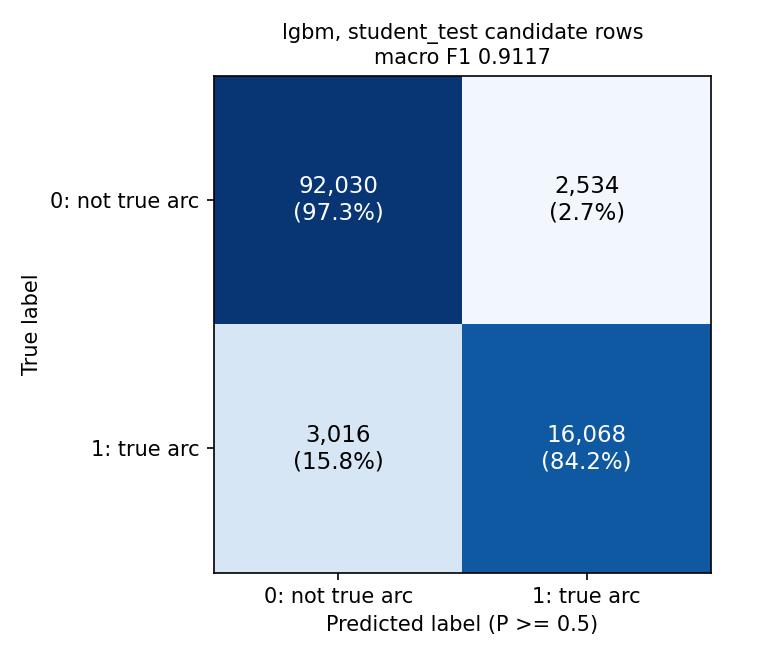 lgbm, student_test candidate rows
macro F1 0.9117
True label
0: not true arc
92,030
(97.3%)
2,534
(2.7%)
1: true arc
3,016
(15.8%)
16,068
(84.2%)
0: not true arc
1: true arc
Predicted label (P >= 0.5)